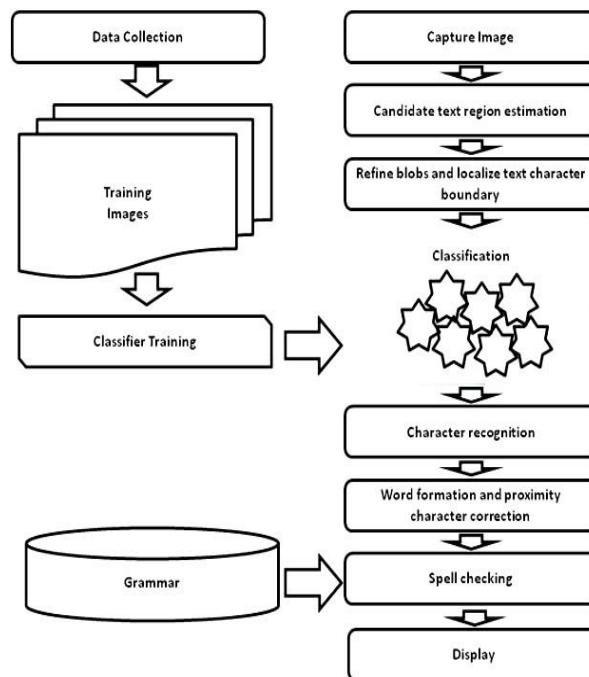 Data Collection
Training
Images
Classifier Training
Grammar
Capture Image
Candidate text region estimation
Refine blobs and localize text character
boundary
Classification
Character recognition
Word formation and proximity
character correction
Spell checking
Display